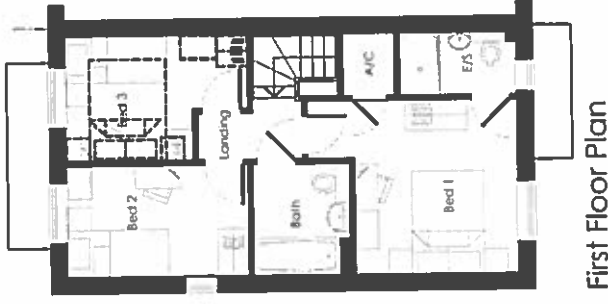 Bed 3
A/C
E/S
Landing
Bed 2
Bath
Bed 1
First Floor Plan